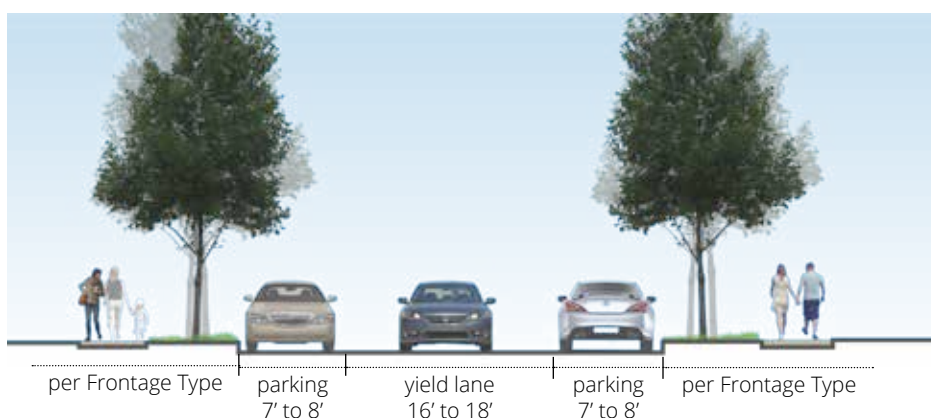 per Frontage Type
parking
7’ to 8’
yield lane
16’ to 18’
parking
7’ to 8’
per Frontage Type